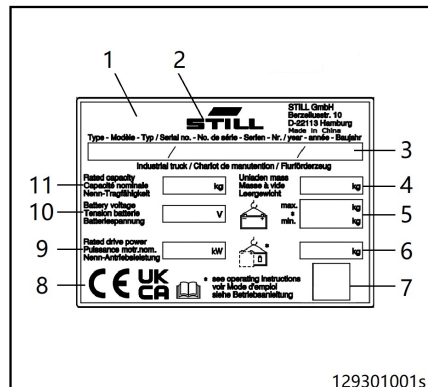 1
2
STILL
STILL GmbH
Berzeliusstr. 10
D-22113 Hamburg
Made in China
Type - Modèle - Typ / Serial no. - No. de série - Serien - Nr. / year - année - Baujahr
/ /
3
Industrial truck / Chariot de manutention / Flurförderzeug
11
Rated capacity
Capacité nominale
Nenn-Tragfähigkeit
kg
Unladen mass
Masse à vide
Leergewicht
kg
4
10
Battery voltage
Tension batterie
Batteriespannung
V
max.
*
min.
kg
kg
5
9
Rated drive power
Puissance motr.nom.
Nenn-Antriebsleistung
kW
*
kg
6
8
CE UK
CA
* see operating instructions
voir Mode d'emploi
siehe Betriebsanleitung
7
129301001s